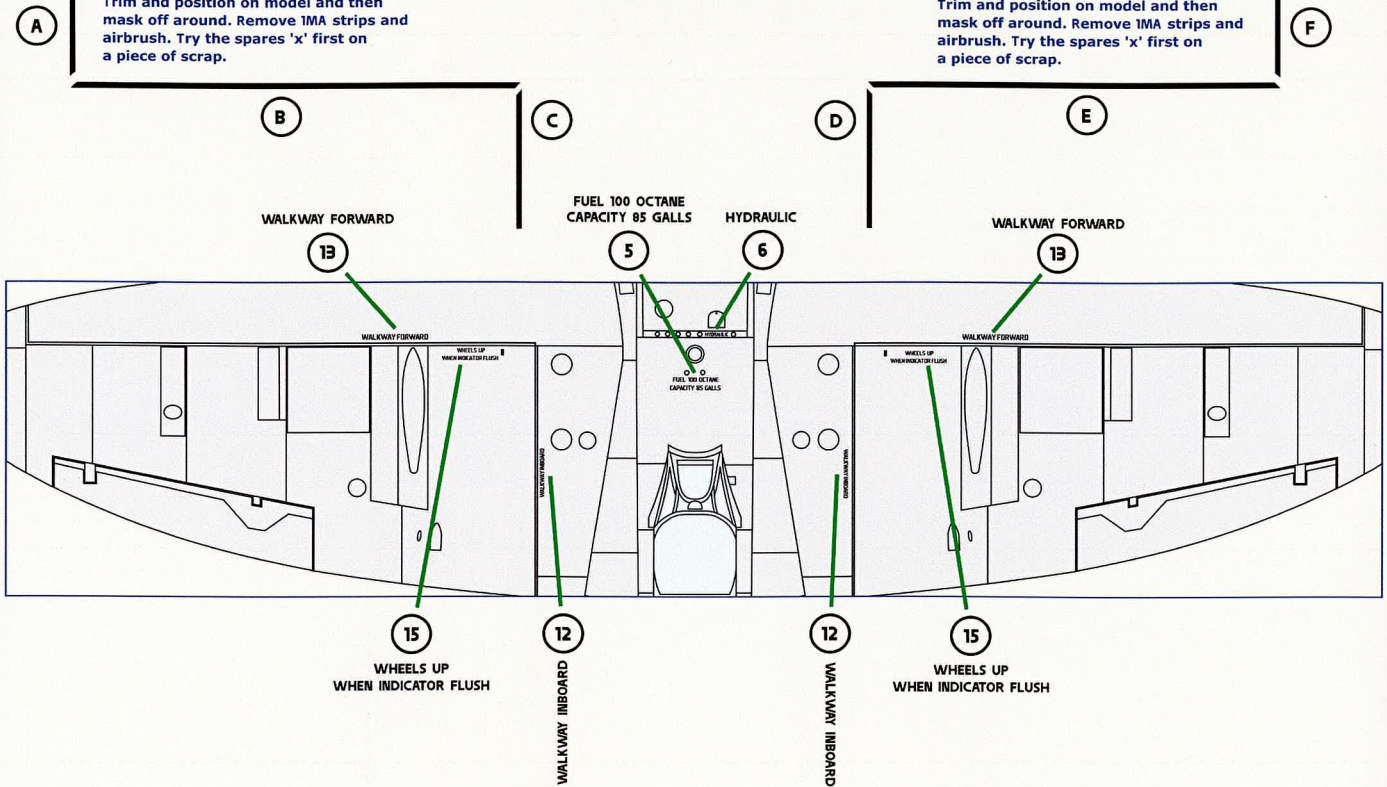 Trim and position on model and then
mask off around. Remove 1MA strips and
airbrush. Try the spares 'x' first on
a piece of scrap.
Trim and position on model and then
mask off around. Remove 1MA strips and
airbrush. Try the spares 'x' first on
a piece of scrap.
A
F
B
C
D
E
WALKWAY FORWARD
13
FUEL 100 OCTANE
CAPACITY 85 GALLS
5
HYDRAULIC
6
WALKWAY FORWARD
13
HYDRAULIC
WALKWAY FORWARD
WALKWAY FORWARD
WHEELS UP
WHEN INDICATOR FLUSH
WHEELS UP
WHEN INDICATOR FLUSH
FUEL 100 OCTANE
CAPACITY 85 GALLS
WALKWAY INBOARD
WALKWAY INBOARD
15
WHEELS UP
WHEN INDICATOR FLUSH
12
WALKWAY INBOARD
12
WALKWAY INBOARD
15
WHEELS UP
WHEN INDICATOR FLUSH